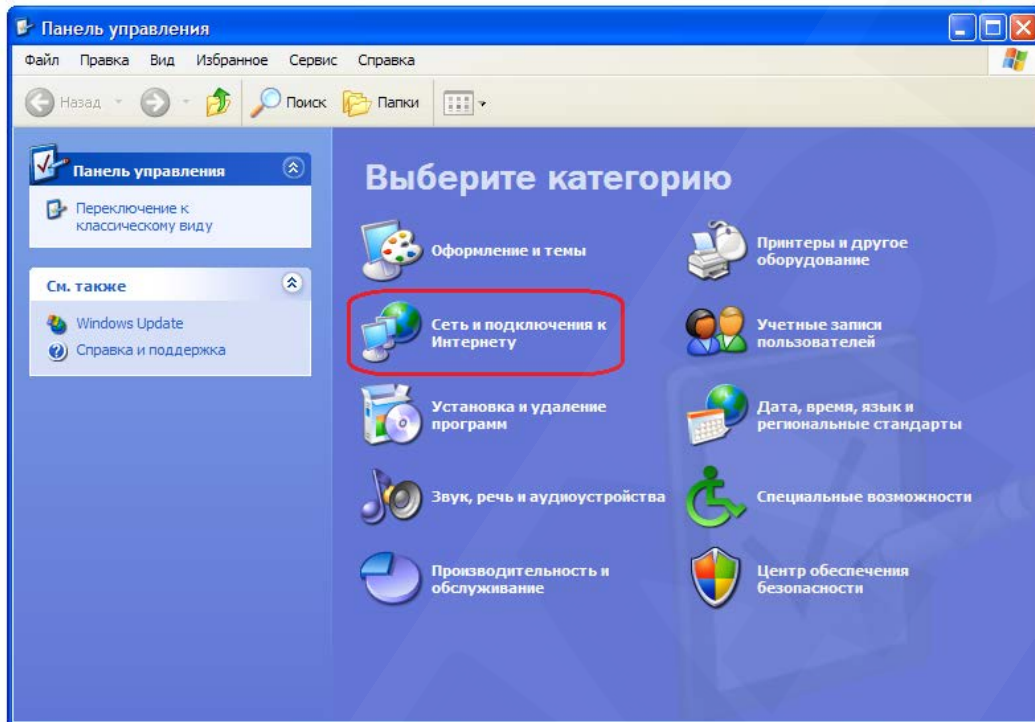 Панель управления
Файл Правка Вид Избранное Сервис Справка
Назад Поиск Папки
Панель управления
Переключение к
классическому виду
См. также
Windows Update
Справка и поддержка
Выберите категорию
Оформление и темы
Принтеры и другое
оборудование
Сеть и подключения к
Интернету
Учетные записи
пользователей
Установка и удаление
программ
Дата, время, язык и
региональные стандарты
Звук, речь и аудиоустройства
Специальные возможности
Производительность и
обслуживание
Центр обеспечения
безопасности